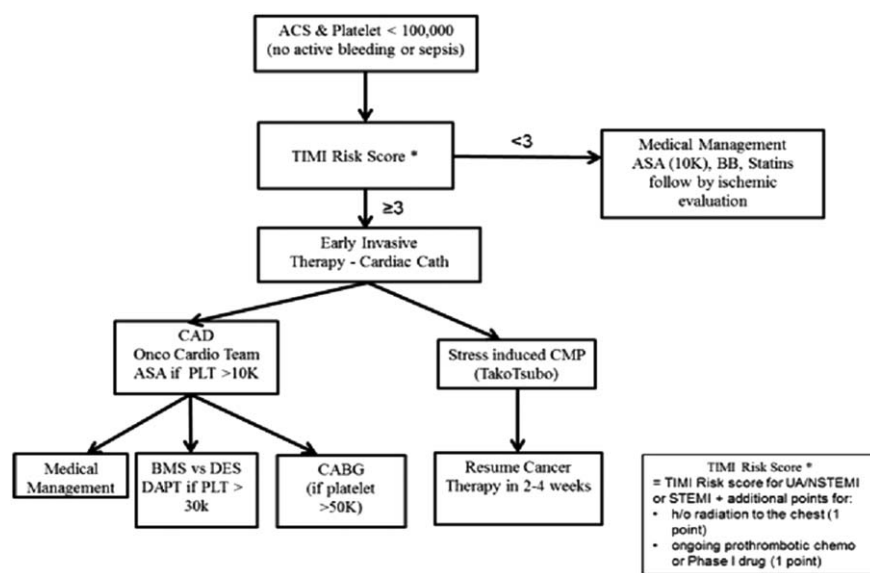 ACS & Platelet < 100,000
(no active bleeding or sepsis)
TIMI Risk Score *
<3
Medical Management
ASA (10K), BB, Statins
follow by ischemic
evaluation
≥3
Early Invasive
Therapy - Cardiac Cath
CAD
Onco Cardio Team
ASA if PLT >10K
Stress induced CMP
(TakoTsubo)
Medical
Management
BMS vs DES
DAPT if PLT >
30k
CABG
(if platelet
>50K)
Resume Cancer
Therapy in 2-4 weeks
TIMI Risk Score *
= TIMI Risk score for UA/NSTEMI
or STEMI + additional points for:
• h/o radiation to the chest (1
point)
• ongoing prothrombotic chemo
or Phase I drug (1 point)